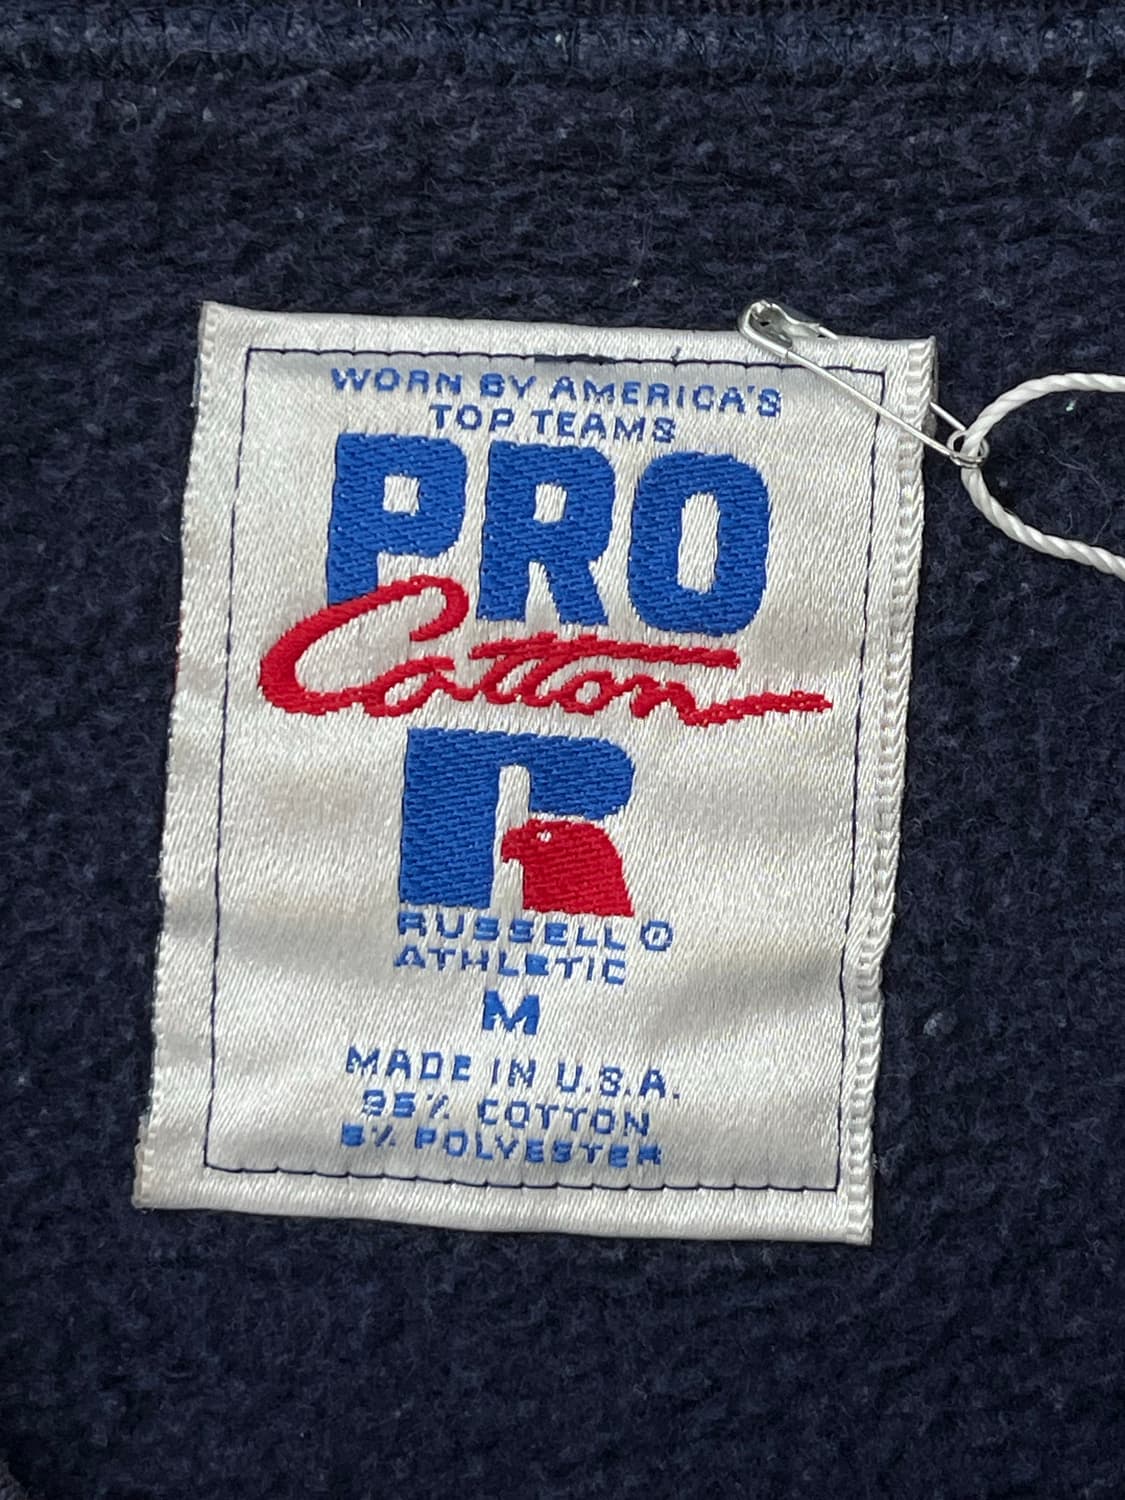 WORN BY AMERICA'S
TOP TEAMS
PRO
Cotton
R
RUSSELL ®
ATHLETIC
M
MADE IN U.S.A.
95% COTTON
5% POLYESTER